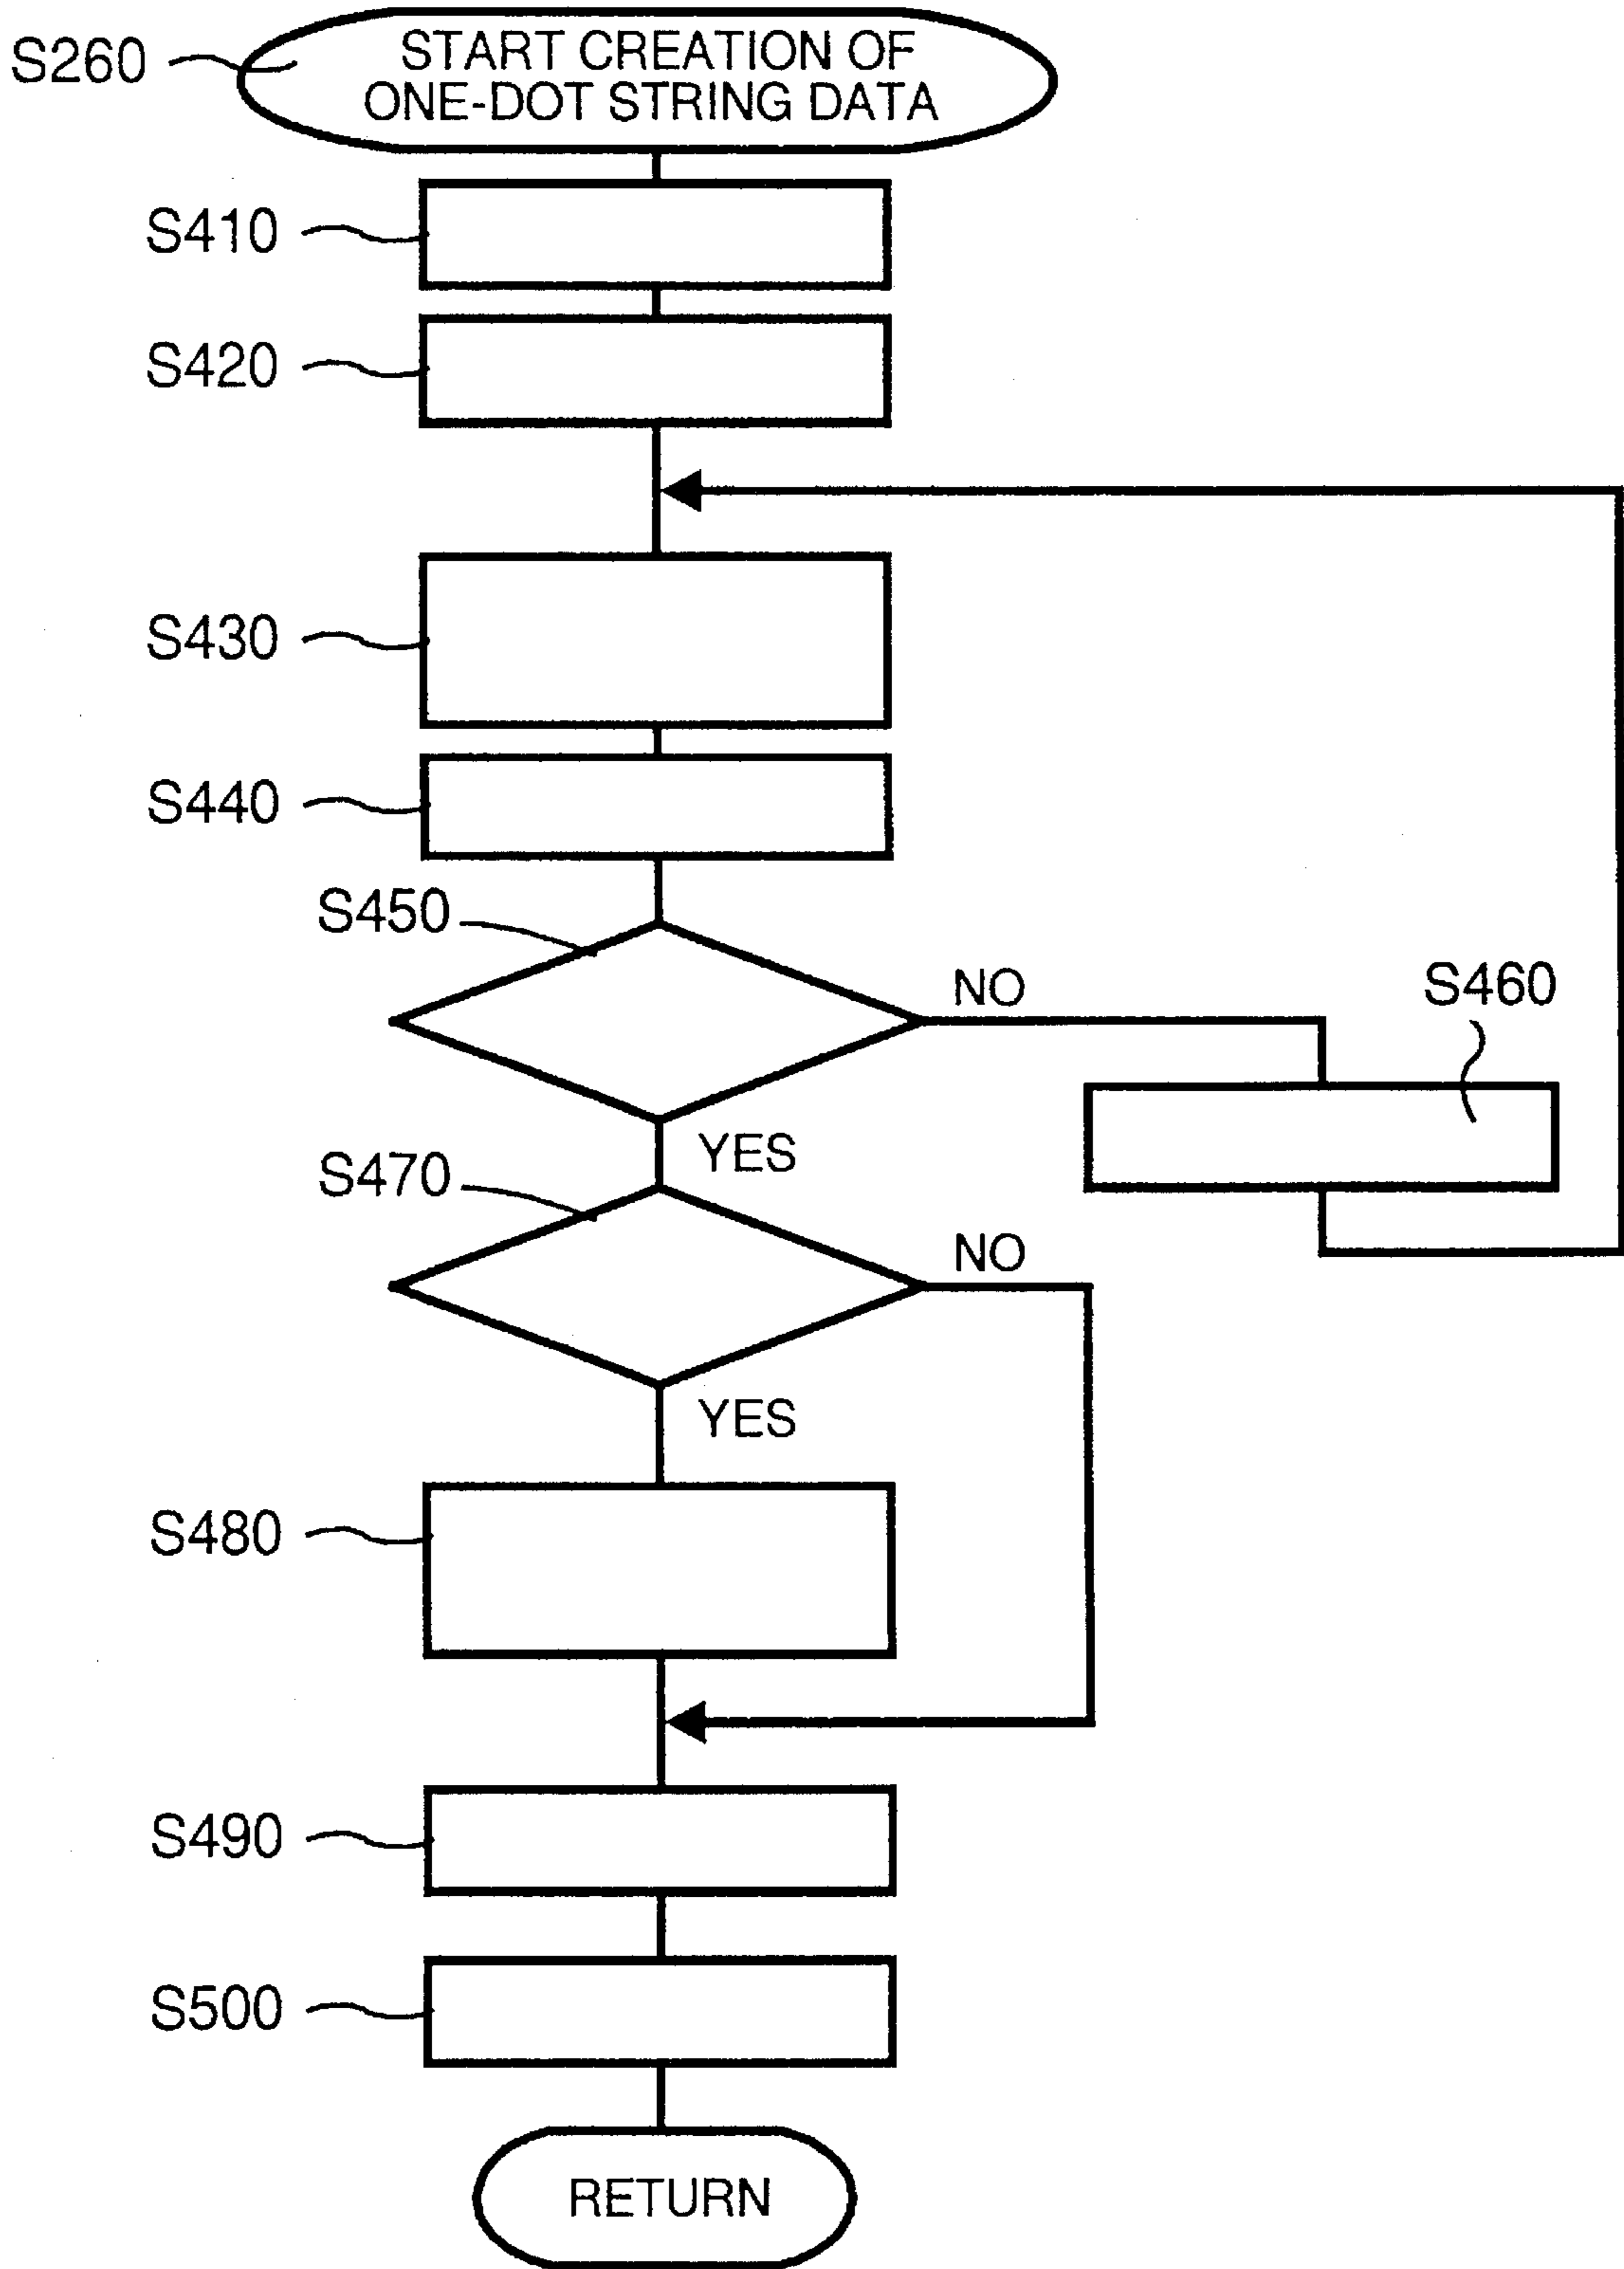 S260
START CREATION OF
ONE-DOT STRING DATA
S410
S420
S430
S440
S450
NO
S460
YES
S470
NO
YES
S480
S490
S500
RETURN